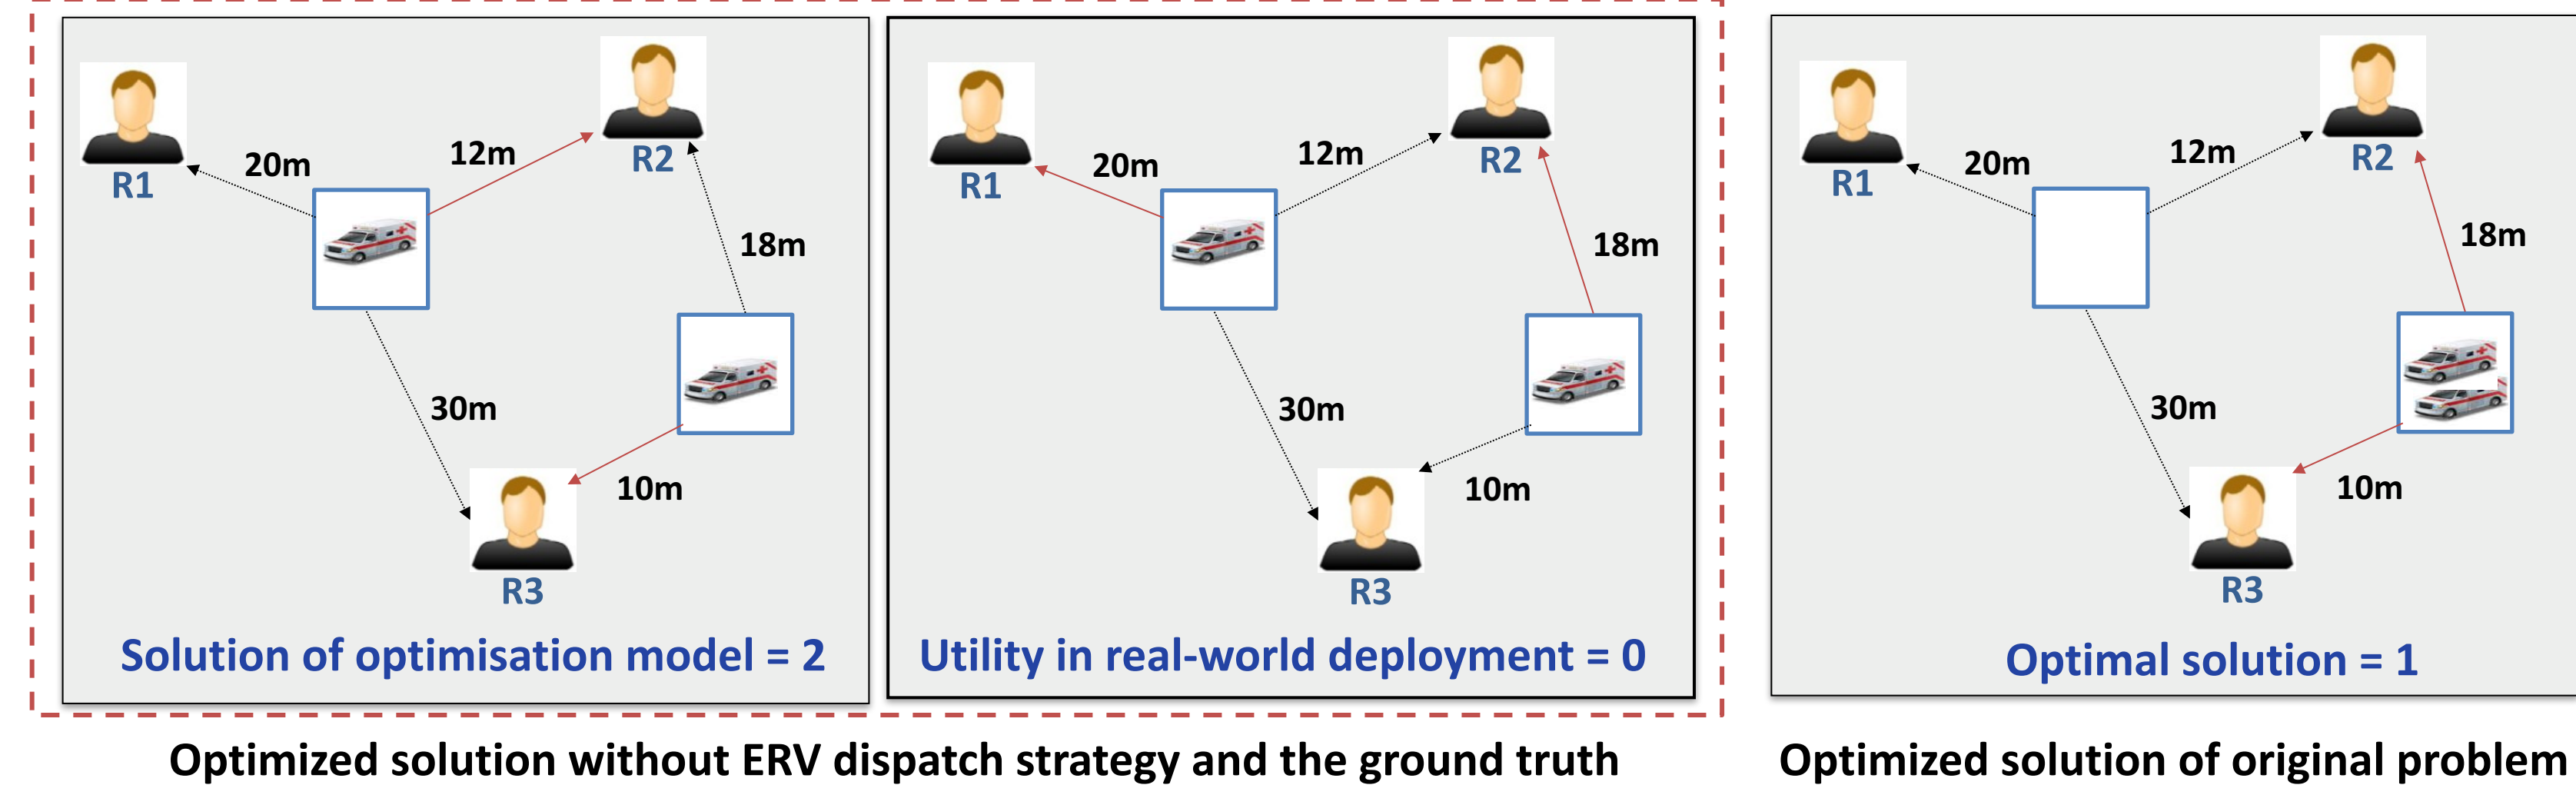 R1
20m
12m
R2
18m
30m
10m
R3
Solution of optimisation model = 2
R1
20m
12m
R2
18m
30m
10m
R3
Utility in real-world deployment = 0
Optimized solution without ERV dispatch strategy and the ground truth
R1
20m
12m
R2
18m
30m
10m
R3
Optimal solution = 1
Optimized solution of original problem